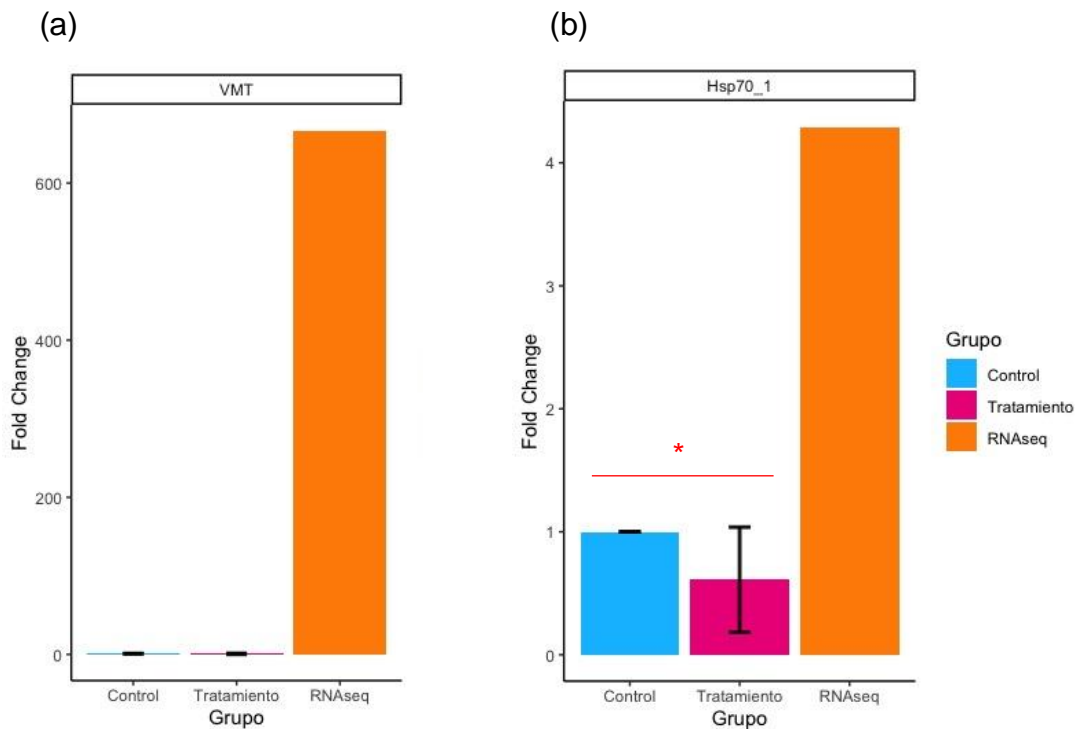 (a)
VMT
600
400
200
0
Fold Change
Control Tratamiento RNAseq
Grupo
(b)
Hsp70_1
4
3
2
1
0
Fold Change
*
Control Tratamiento RNAseq
Grupo
Grupo
Control
Tratamiento
RNAseq